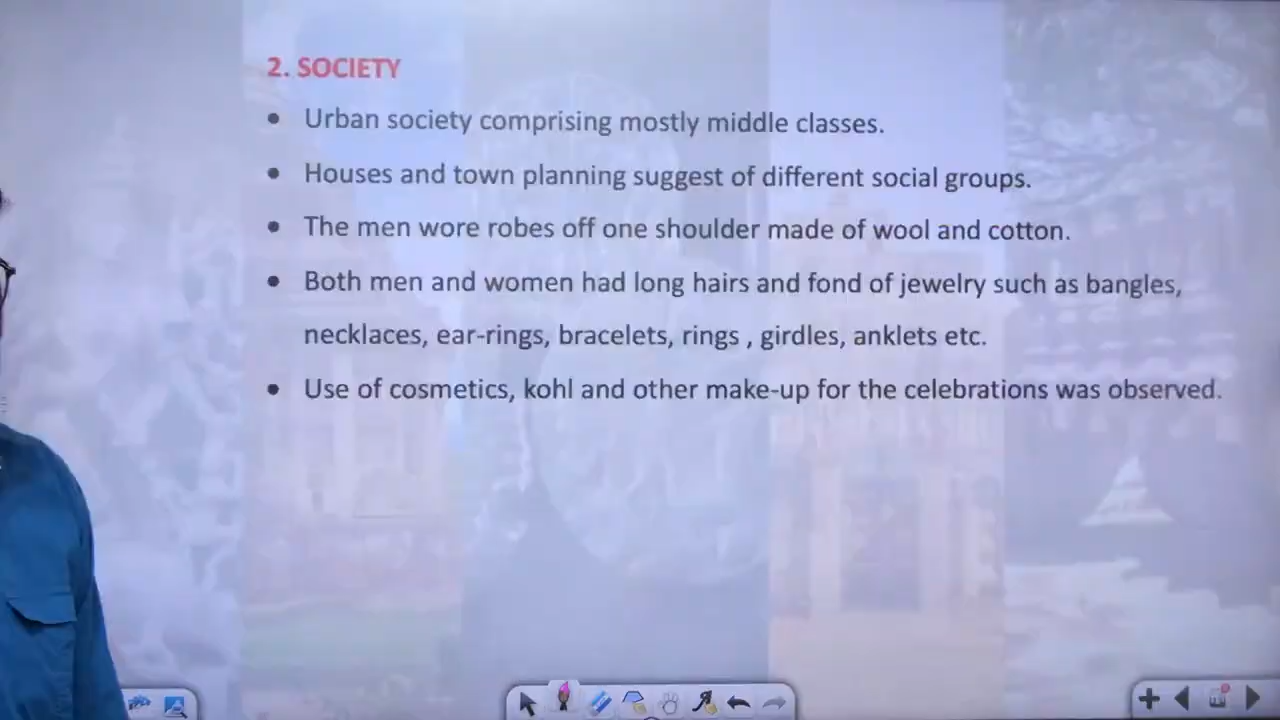 2. SOCIETY
• Urban society comprising mostly middle classes.
• Houses and town planning suggest of different social groups.
• The men wore robes off one shoulder made of wool and cotton.
• Both men and women had long hairs and fond of jewelry such as bangles,
necklaces, ear-rings, bracelets, rings , girdles, anklets etc.
• Use of cosmetics, kohl and other make-up for the celebrations was observed.